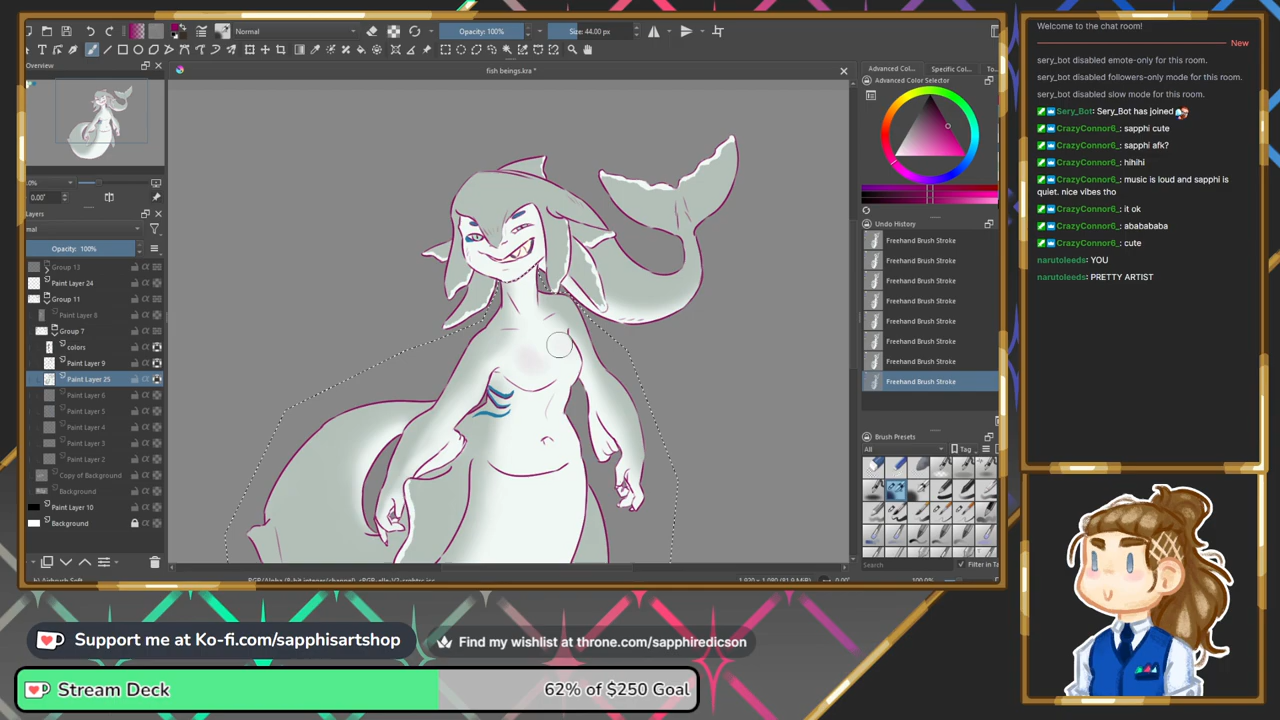 Normal
Opacity: 100%
Size: 44.00 px
Overview
fish beings.kra *
Advanced Col...
Specific Col...
To...
Advanced Color Selector
0.00°
Layers
Opacity: 100%
Group 13
Paint Layer 24
Group 11
Paint Layer 8
Group 7
colors
Paint Layer 9
Paint Layer 25
Paint Layer 6
Paint Layer 5
Paint Layer 4
Paint Layer 3
Paint Layer 2
Copy of Background
Background
Paint Layer 10
Background
Undo History
Freehand Brush Stroke
Freehand Brush Stroke
Freehand Brush Stroke
Freehand Brush Stroke
Freehand Brush Stroke
Freehand Brush Stroke
Freehand Brush Stroke
Freehand Brush Stroke
Brush Presets
All
Tag
Search
Filter in Ta
Welcome to the chat room!
New
sery_bot disabled emote-only for this room.
sery_bot disabled followers-only mode for this room.
sery_bot disabled slow mode for this room.
Sery_Bot: Sery_Bot has joined
CrazyConnor6_: sapphi cute
CrazyConnor6_: sapphi afk?
CrazyConnor6_: hihihi
CrazyConnor6_: music is loud and sapphi is
quiet. nice vibes tho
CrazyConnor6_: it ok
CrazyConnor6_: ababababa
CrazyConnor6_: cute
narutoleeds: YOU
narutoleeds: PRETTY ARTIST
Support me at Ko-fi.com/sapphisartshop
Find my wishlist at throne.com/sapphiredicson
Stream Deck
62% of $250 Goal